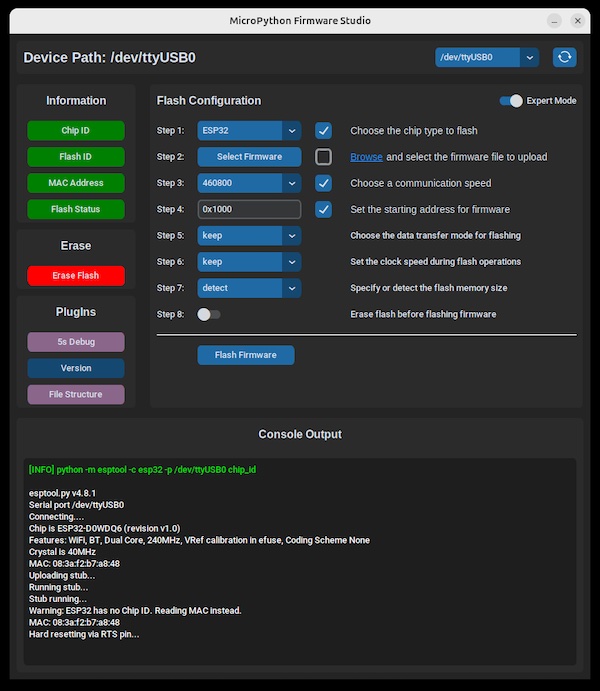 MicroPython Firmware Studio
Device Path: /dev/ttyUSB0
/dev/ttyUSB0
Information
Chip ID
Flash ID
MAC Address
Flash Status
Erase
Erase Flash
PlugIns
5s Debug
Version
File Structure
Flash Configuration
Expert Mode
Step 1: ESP32 Choose the chip type to flash
Step 2: Select Firmware Browse and select the firmware file to upload
Step 3: 460800 Choose a communication speed
Step 4: 0x1000 Set the starting address for firmware
Step 5: keep Choose the data transfer mode for flashing
Step 6: keep Set the clock speed during flash operations
Step 7: detect Specify or detect the flash memory size
Step 8: Erase flash before flashing firmware
Flash Firmware
Console Output
[INFO] python -m esptool -c esp32 -p /dev/ttyUSB0 chip_id
esptool.py v4.8.1
Serial port /dev/ttyUSB0
Connecting....
Chip is ESP32-D0WDQ6 (revision v1.0)
Features: WiFi, BT, Dual Core, 240MHz, VRef calibration in efuse, Coding Scheme None
Crystal is 40MHz
MAC: 08:3a:f2:b7:a8:48
Uploading stub...
Running stub...
Stub running...
Warning: ESP32 has no Chip ID. Reading MAC instead.
MAC: 08:3a:f2:b7:a8:48
Hard resetting via RTS pin...